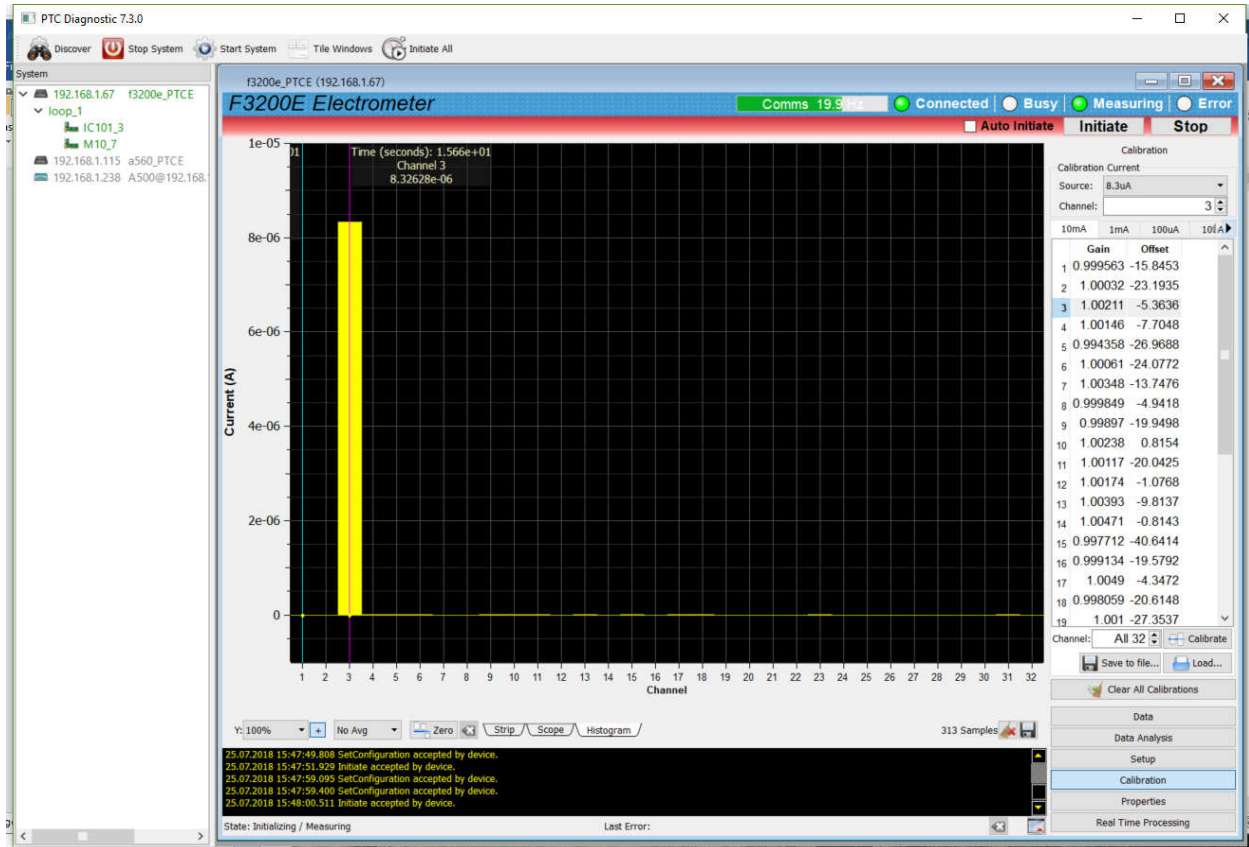 PTC Diagnostic 7.3.0
Discover Stop System Start System Tile Windows Initiate All
System
192.168.1.67 f3200e_PTCE
loop_1
IC101_3
M10_7
192.168.1.115 a560_PTCE
192.168.1.238 A500@192.168.
f3200e_PTCE (192.168.1.67)
F3200E Electrometer
Comms 19.9 Hz Connected Busy Measuring Error
Auto Initiate Initiate Stop
Time (seconds): 1.566e+01
Channel 3
8.32628e-06
1e-05
8e-06
6e-06
4e-06
2e-06
0
Current (A)
1 2 3 4 5 6 7 8 9 10 11 12 13 14 15 16 17 18 19 20 21 22 23 24 25 26 27 28 29 30 31 32
Channel
Calibration
Calibration Current
Source: 8.3uA
Channel: 3
10mA 1mA 100uA
Gain Offset
1 0.999563 -15.8453
2 1.00032 -23.1935
3 1.00211 -5.3636
4 1.00146 -7.7048
5 0.994358 -26.9688
6 1.00061 -24.0772
7 1.00348 -13.7476
8 0.999849 -4.9418
9 0.99897 -19.9498
10 1.00238 0.8154
11 1.00117 -20.0425
12 1.00174 -1.0768
13 1.00393 -9.8137
14 1.00471 -0.8143
15 0.997712 -40.6414
16 0.999134 -19.5792
17 1.0049 -4.3472
18 0.998059 -20.6148
19 1.001 -27.3537
Channel: All 32 Calibrate
Save to file... Load...
Clear All Calibrations
Data
Data Analysis
Setup
Calibration
Properties
Real Time Processing
Y: 100% + No Avg Zero Strip Scope Histogram 313 Samples
25.07.2018 15:47:49.808 SetConfiguration accepted by device.
25.07.2018 15:47:51.929 Initiate accepted by device.
25.07.2018 15:47:59.095 SetConfiguration accepted by device.
25.07.2018 15:47:59.400 SetConfiguration accepted by device.
25.07.2018 15:48:00.511 Initiate accepted by device.
State: Initializing / Measuring Last Error: